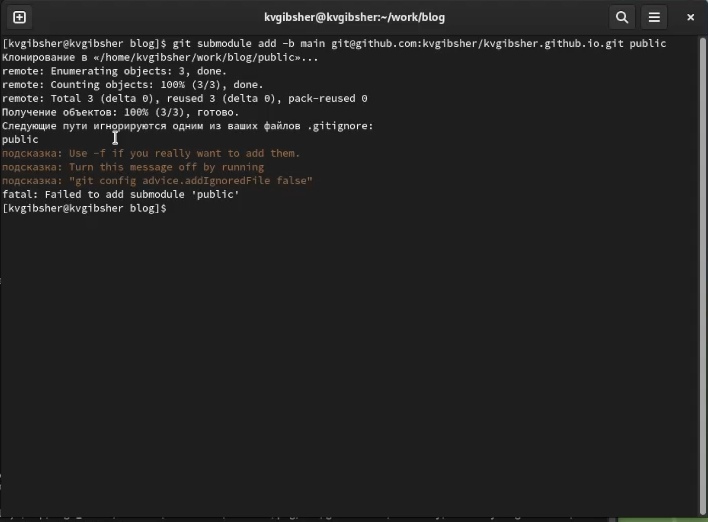 kvgibsher@kvgibsher:~/work/blog
[kvgibsher@kvgibsher blog]$ git submodule add -b main git@github.com:kvgibsher/kvgibsher.github.io.git public
Клонирование в «/home/kvgibsher/work/blog/public»...
remote: Enumerating objects: 3, done.
remote: Counting objects: 100% (3/3), done.
remote: Total 3 (delta 0), reused 3 (delta 0), pack-reused 0
Получение объектов: 100% (3/3), готово.
Следующие пути игнорируются одним из ваших файлов .gitignore:
public
подсказка: Use -f if you really want to add them.
подсказка: Turn this message off by running
подсказка: "git config advice.addIgnoredFile false"
fatal: Failed to add submodule 'public'
[kvgibsher@kvgibsher blog]$